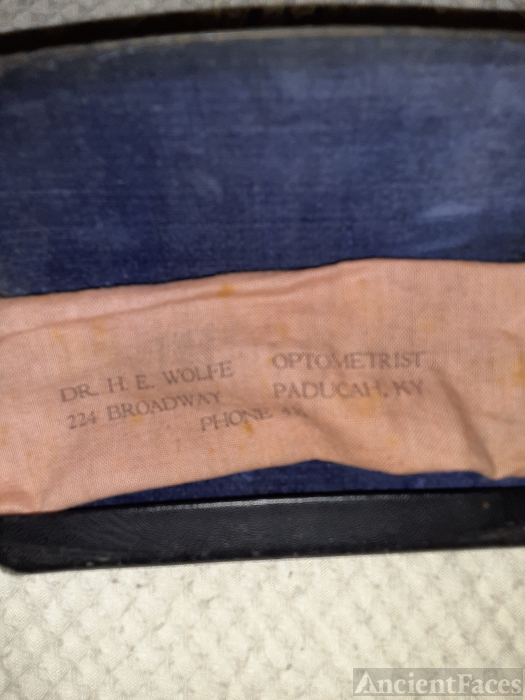 DR. H. E. WOLFE OPTOMETRIST
224 BROADWAY PADUCAH, KY
PHONE
AncientFaces